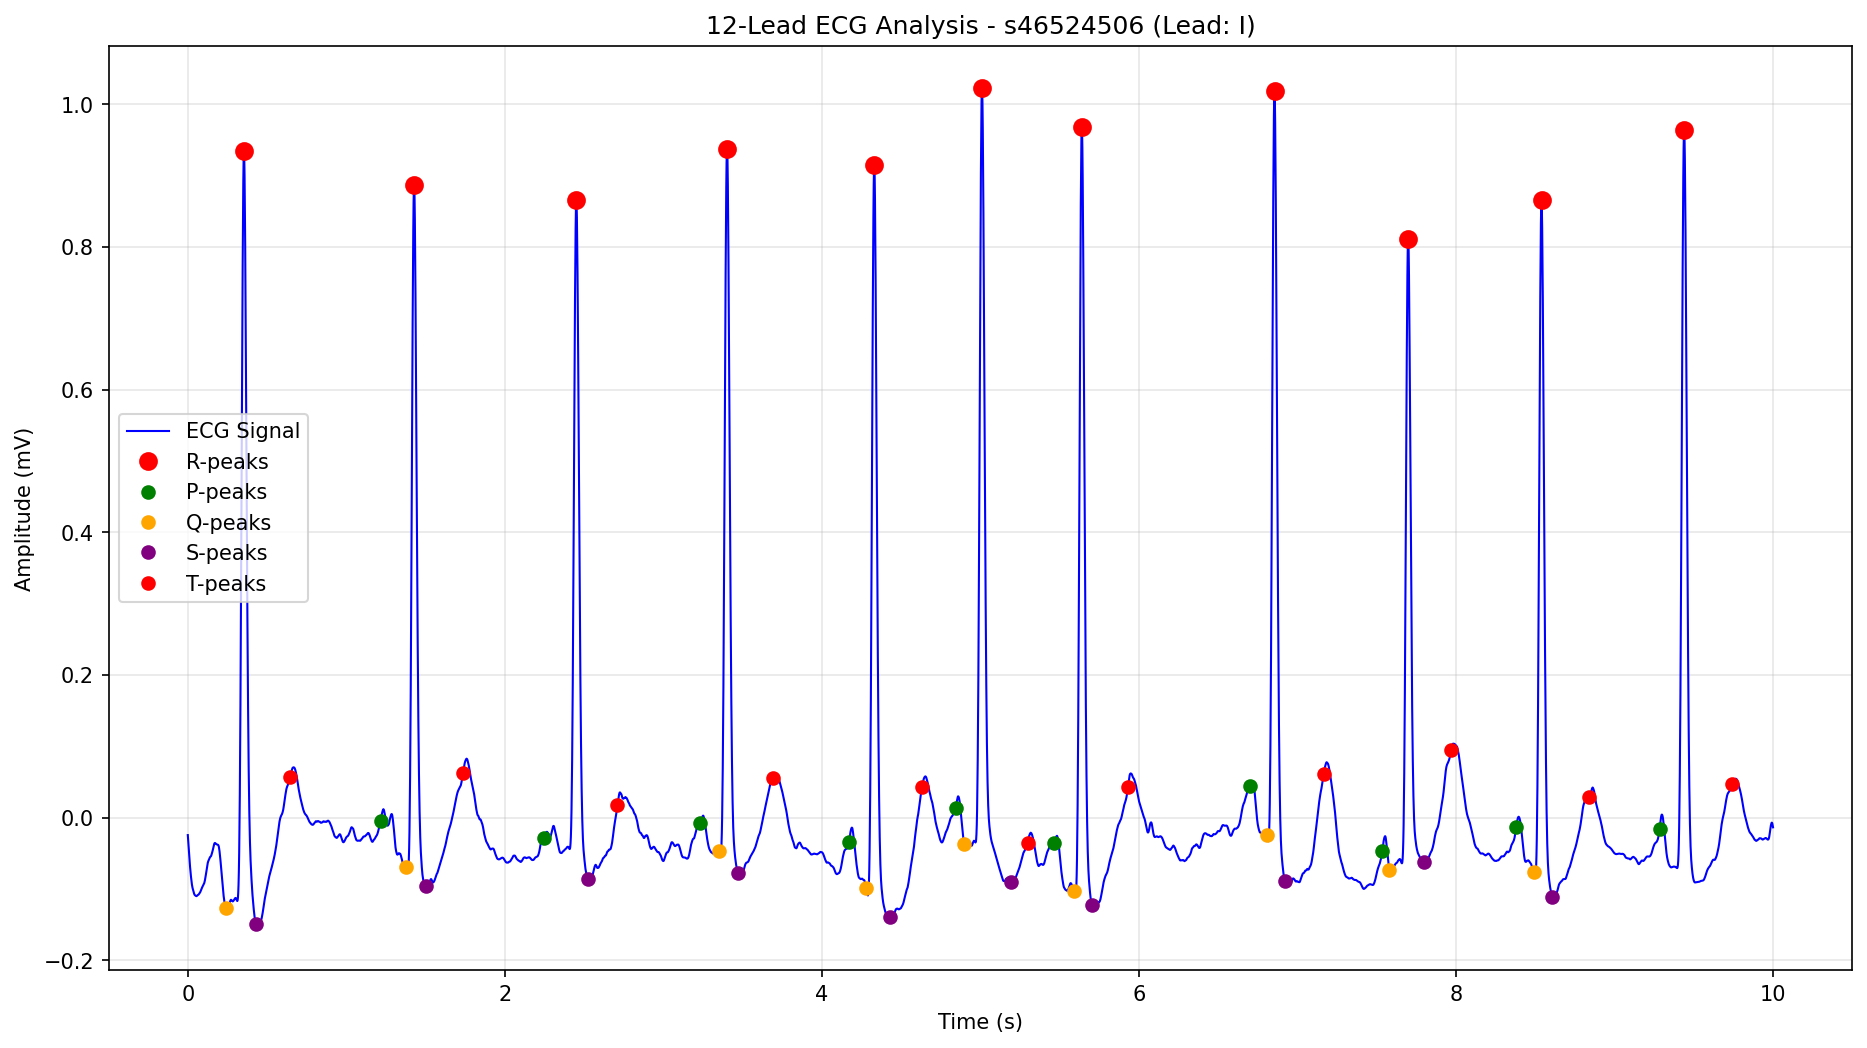 12-Lead ECG Analysis - s46524506 (Lead: I)
1.0
0.8
0.6
0.4
0.2
0.0
−0.2
Amplitude (mV)
ECG Signal
R-peaks
P-peaks
Q-peaks
S-peaks
T-peaks
0 2 4 6 8 10
Time (s)